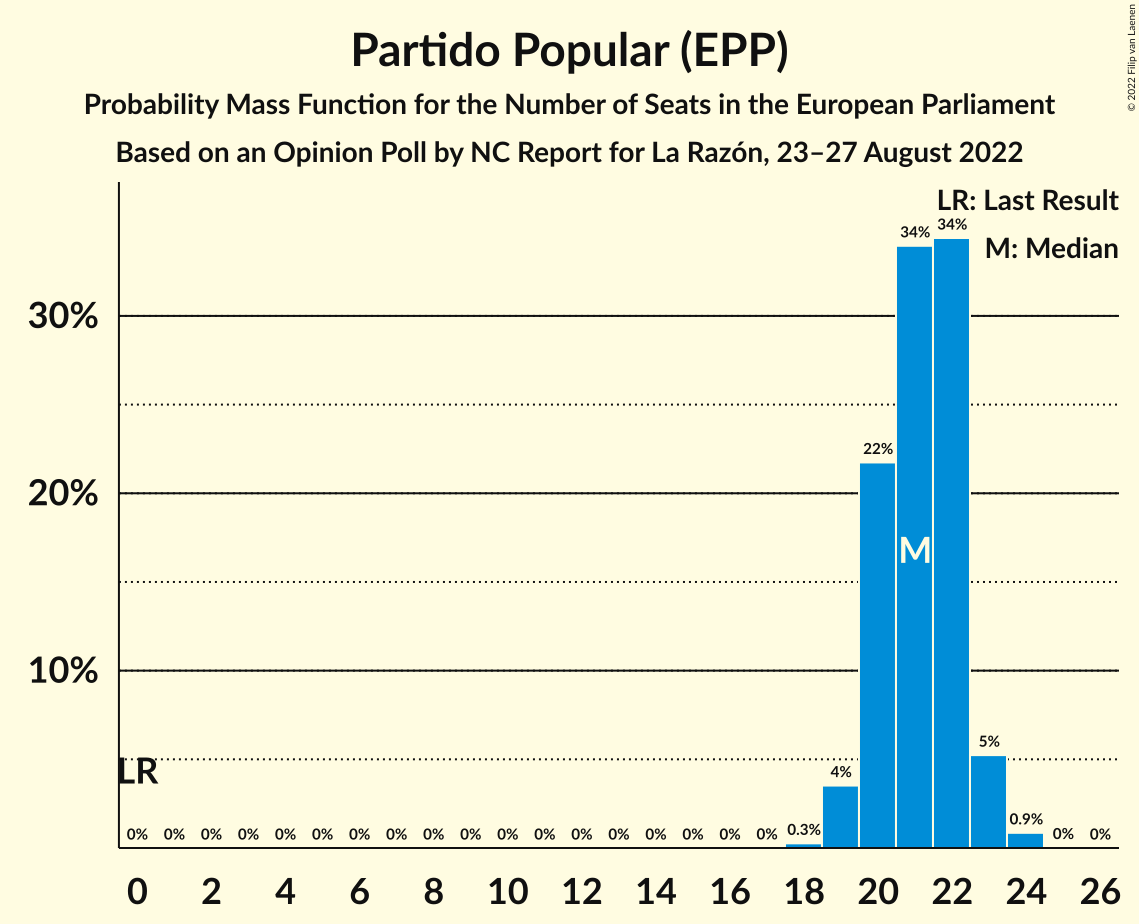 Partido Popular (EPP)
Probability Mass Function for the Number of Seats in the European Parliament
Based on an Opinion Poll by NC Report for La Razón, 23–27 August 2022
© 2022 Filip van Laenen
LR: Last Result
M: Median
34% 34%
30%
22%
20%
M
10%
5%
LR
4%
0.9%
0% 0% 0% 0% 0% 0% 0% 0% 0% 0% 0% 0% 0% 0% 0% 0% 0% 0% 0.3% 0% 0%
0 2 4 6 8 10 12 14 16 18 20 22 24 26